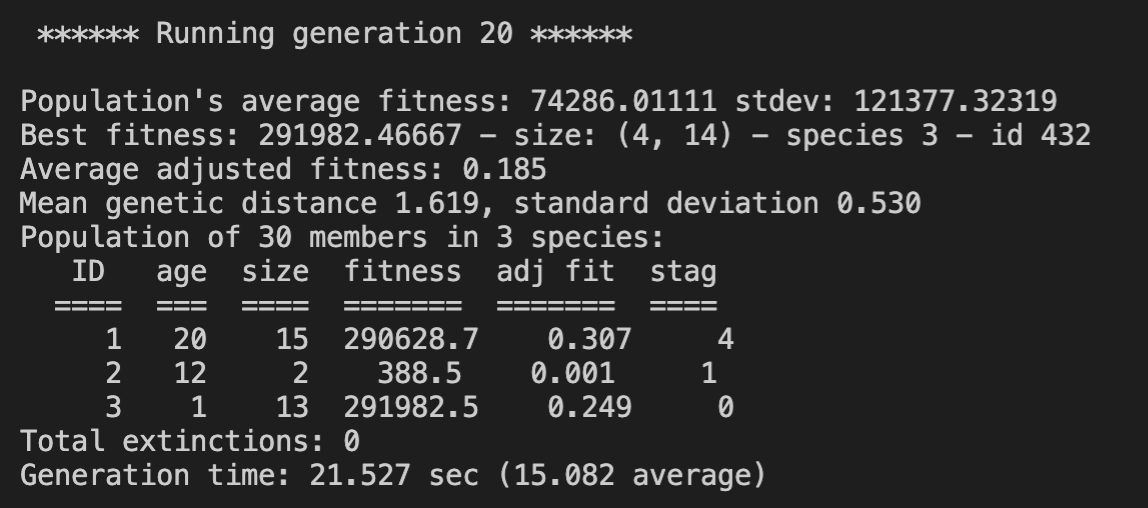 ****** Running generation 20 ******
Population's average fitness: 74286.01111 stdev: 121377.32319
Best fitness: 291982.46667 - size: (4, 14) - species 3 - id 432
Average adjusted fitness: 0.185
Mean genetic distance 1.619, standard deviation 0.530
Population of 30 members in 3 species:
   ID   age  size  fitness  adj fit  stag
  ====  ===  ====  =======  =======  ====
     1   20    15  290628.7    0.307     4
     2   12     2    388.5    0.001     1
     3    1    13  291982.5    0.249     0
Total extinctions: 0
Generation time: 21.527 sec (15.082 average)